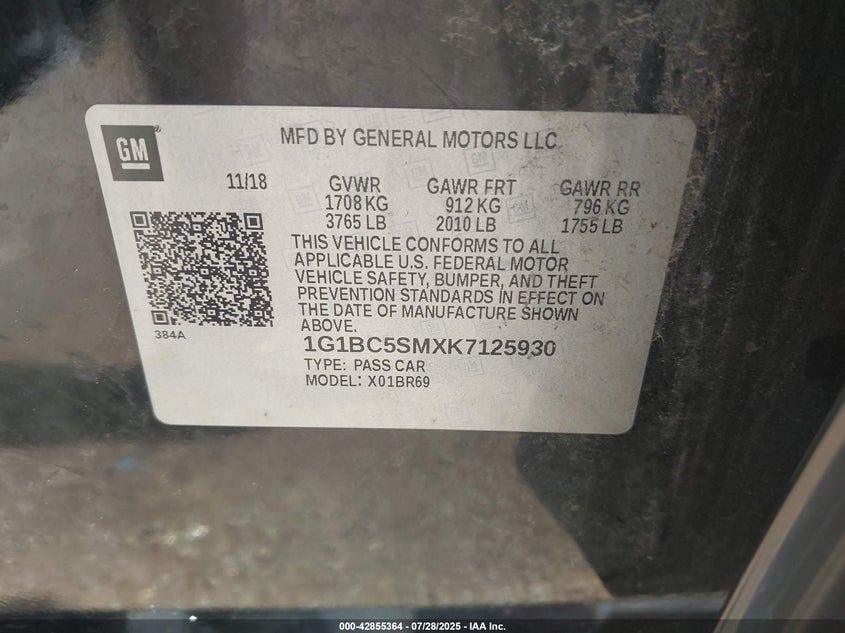 GM
MFD BY GENERAL MOTORS LLC
11/18 GVWR GAWR FRT GAWR RR
1708 KG 912 KG 796 KG
3765 LB 2010 LB 1755 LB
THIS VEHICLE CONFORMS TO ALL
APPLICABLE U.S. FEDERAL MOTOR
VEHICLE SAFETY, BUMPER, AND THEFT
PREVENTION STANDARDS IN EFFECT ON
THE DATE OF MANUFACTURE SHOWN
ABOVE.
384A
1G1BC5SMXK7125930
TYPE: PASS CAR
MODEL: X01BR69
000-42855364 - 07/28/2025 - IAA Inc.